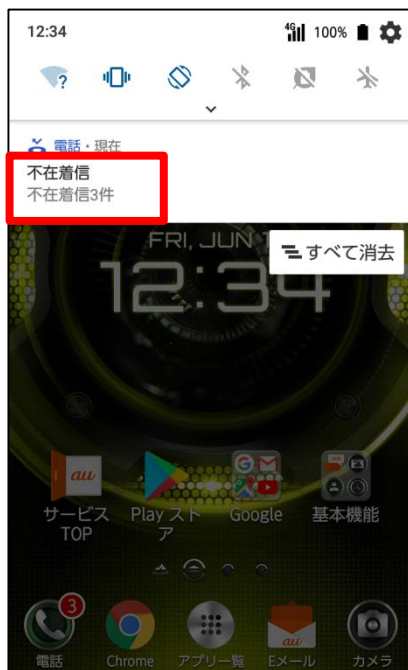 12:34
4G 100%
?
電話・現在
不在着信
不在着信3件
すべて消去
FRI, JUN 1
12:34
au
サービス
TOP
Play スト
ア
Google
基本機能
3
電話
Chrome
アプリ一覧
au
Eメール
カメラ